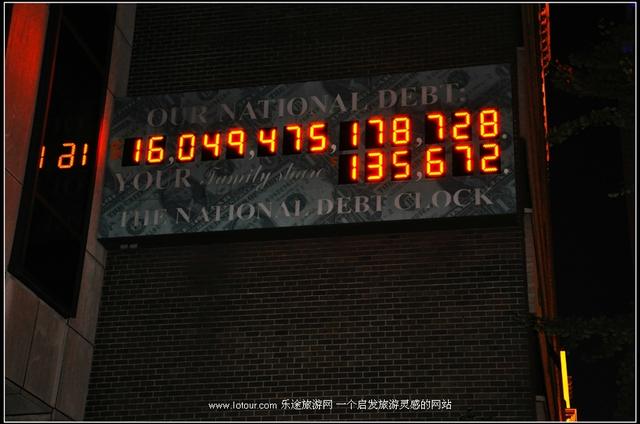 OUR NATIONAL DEBT:
16,049,475,178,728.
YOUR Family share 135,672.
THE NATIONAL DEBT CLOCK
www.lotour.com 乐途旅游网 一个启发旅游灵感的网站